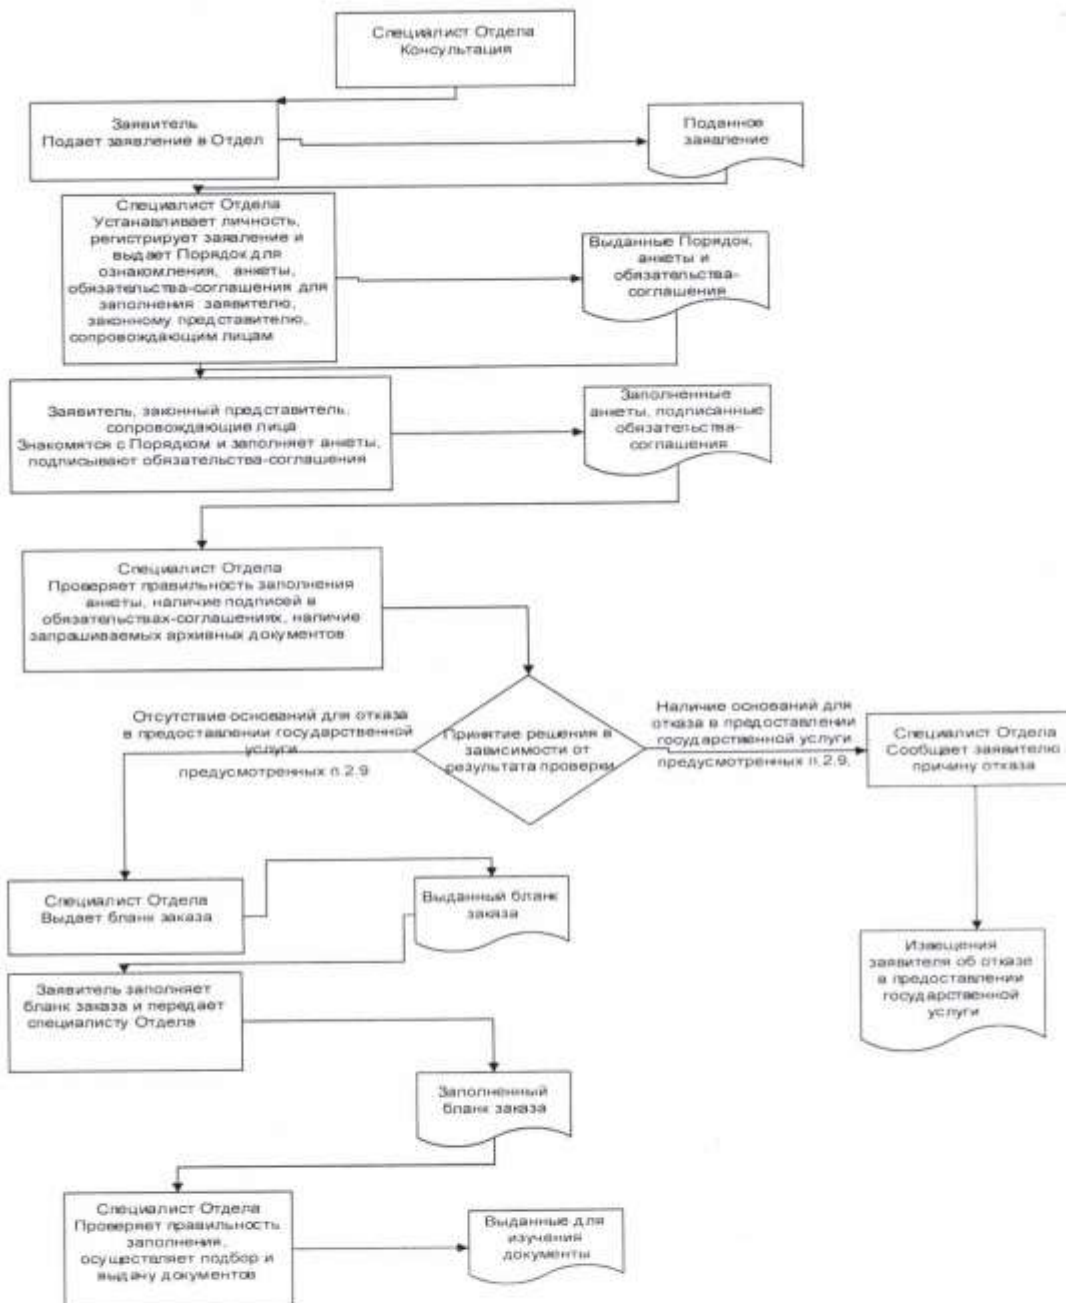 Специалист Отдела
Консультация
Заявитель
Подает заявление в Отдел
Поданное
заявление
Специалист Отдела
Устанавливает личность,
регистрирует заявление и
выдает Порядок для
ознакомления, анкеты,
обязательства-соглашения для
заполнения заявителю,
законному представителю,
сопровождающим лицам
Выданные Порядок,
анкеты и
обязательства-
соглашения
Заявитель, законный представитель,
сопровождающие лица
Знакомятся с Порядком и заполняет анкеты,
подписывают обязательства-соглашения
Заполненные
анкеты, подписанные
обязательства-
соглашения
Специалист Отдела
Проверяет правильность заполнения
анкеты, наличие подписей в
обязательствах-соглашениях, наличие
запрашиваемых архивных документов
Отсутствие оснований для отказа
в предоставлении государственной
услуги
предусмотренных п.2.9
Принятие решения в
зависимости от
результата проверки
Наличие оснований для
отказа в предоставлении
государственной услуги
предусмотренных п.2.9,
Специалист Отдела
Сообщает заявителю
причину отказа
Специалист Отдела
Выдает бланк заказа
Выданный бланк
заказа
Извещения
заявителя об отказе
в предоставлении
государственной
услуги
Заявитель заполняет
бланк заказа и передает
специалисту Отдела
Заполненный
бланк заказа
Специалист Отдела
Проверяет правильность
заполнения,
осуществляет подбор и
выдачу документов
Выданные для
изучения
документы